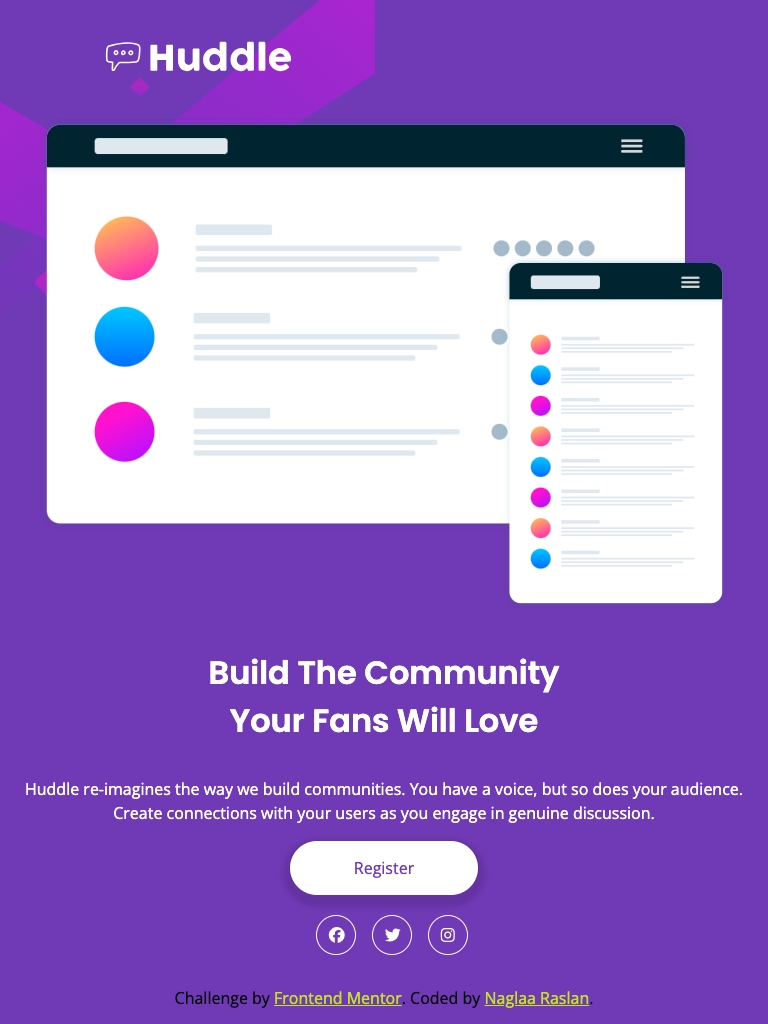 Huddle
Build The Community
Your Fans Will Love
Huddle re-imagines the way we build communities. You have a voice, but so does your audience.
Create connections with your users as you engage in genuine discussion.
Register
Challenge by Frontend Mentor. Coded by Naglaa Raslan.